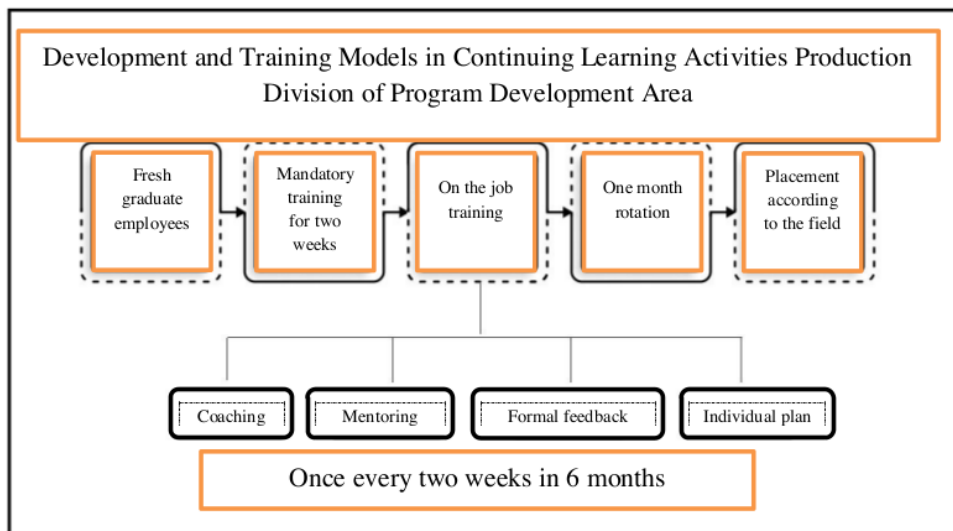 Development and Training Models in Continuing Learning Activities Production
Division of Program Development Area
Fresh
graduate
employees
Mandatory
training
for two
weeks
On the job
training
One month
rotation
Placement
according
to the field
Coaching
Mentoring
Formal feedback
Individual plan
Once every two weeks in 6 months